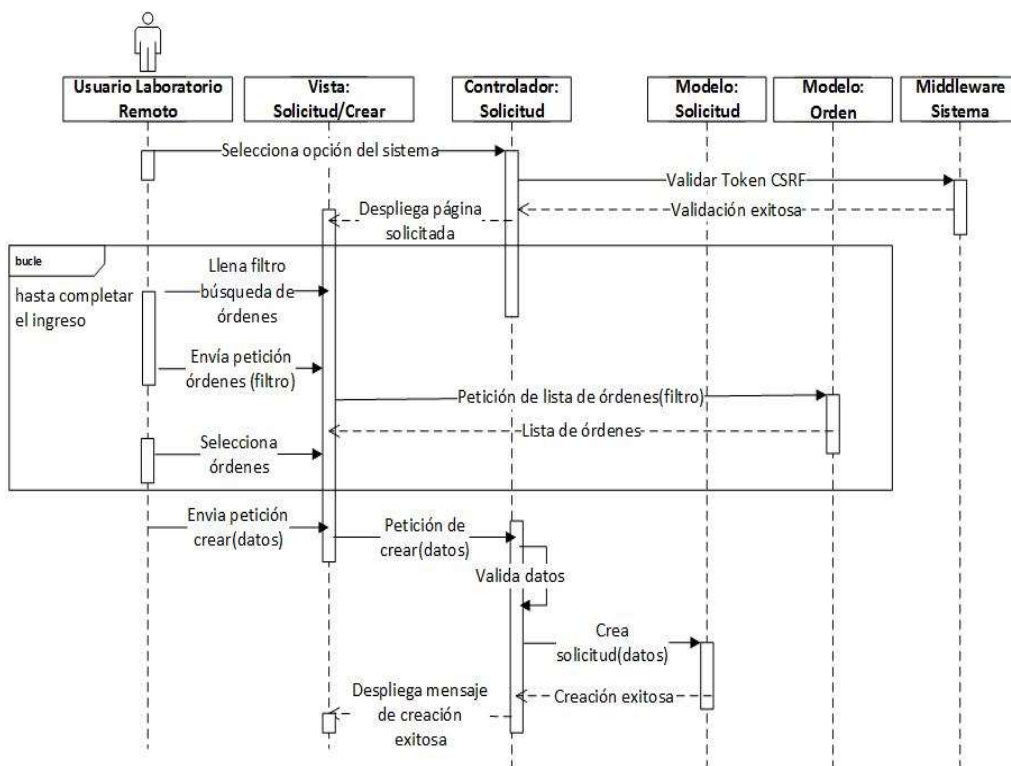 Usuario Laboratorio
Remoto
Vista:
Solicitud/Crear
Controlador:
Solicitud
Modelo:
Solicitud
Modelo:
Orden
Middleware
Sistema
Selecciona opción del sistema
Validar Token CSRF
Validación exitosa
Despliega página
solicitada
bucle
hasta completar
el ingreso
Llena filtro
búsqueda de
órdenes
Envía petición
órdenes (filtro)
Petición de lista de órdenes(filtro)
Lista de órdenes
Selecciona
órdenes
Envia petición
crear(datos)
Petición de
crear(datos)
Valida datos
Crea
solicitud(datos)
Creación exitosa
Despliega mensaje
de creación
exitosa